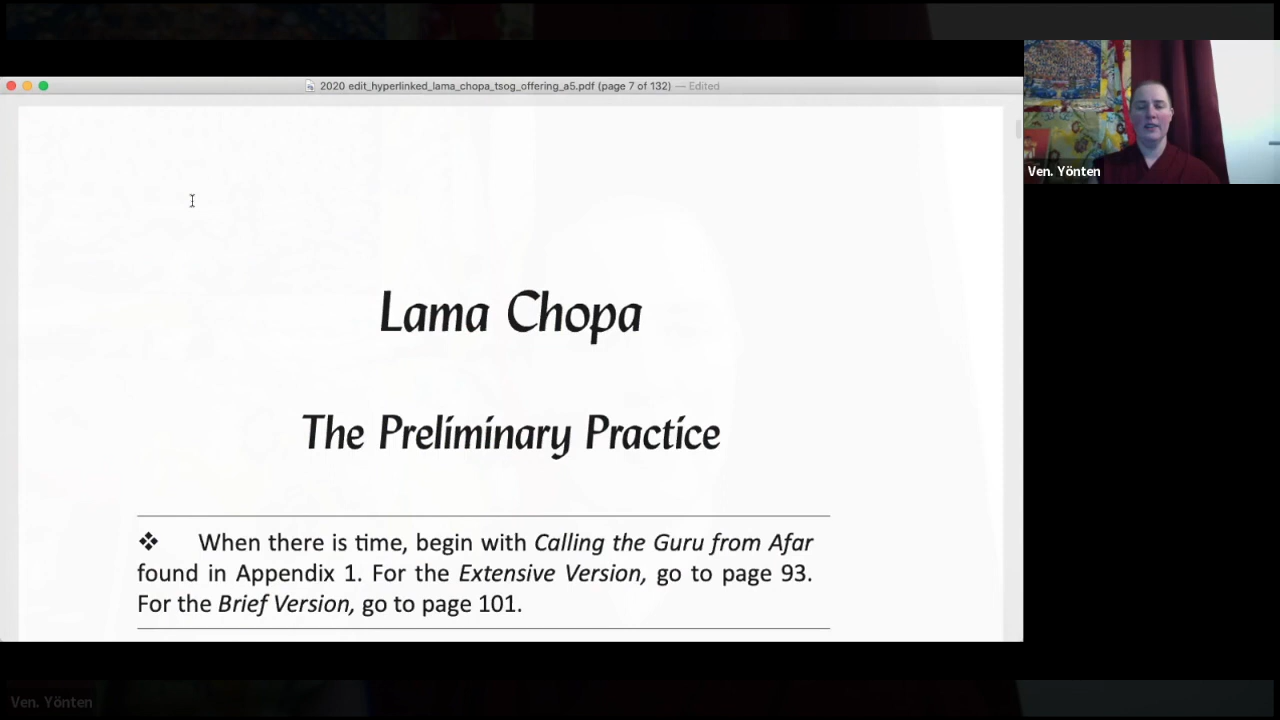 2020 edit_hyperlinked_lama_chopa_tsog_offering_a5.pdf (page 7 of 132) — Edited
Ven. Yönten
Lama Chopa
The Preliminary Practice
❖ When there is time, begin with Calling the Guru from Afar
found in Appendix 1. For the Extensive Version, go to page 93.
For the Brief Version, go to page 101.
Ven. Yönten